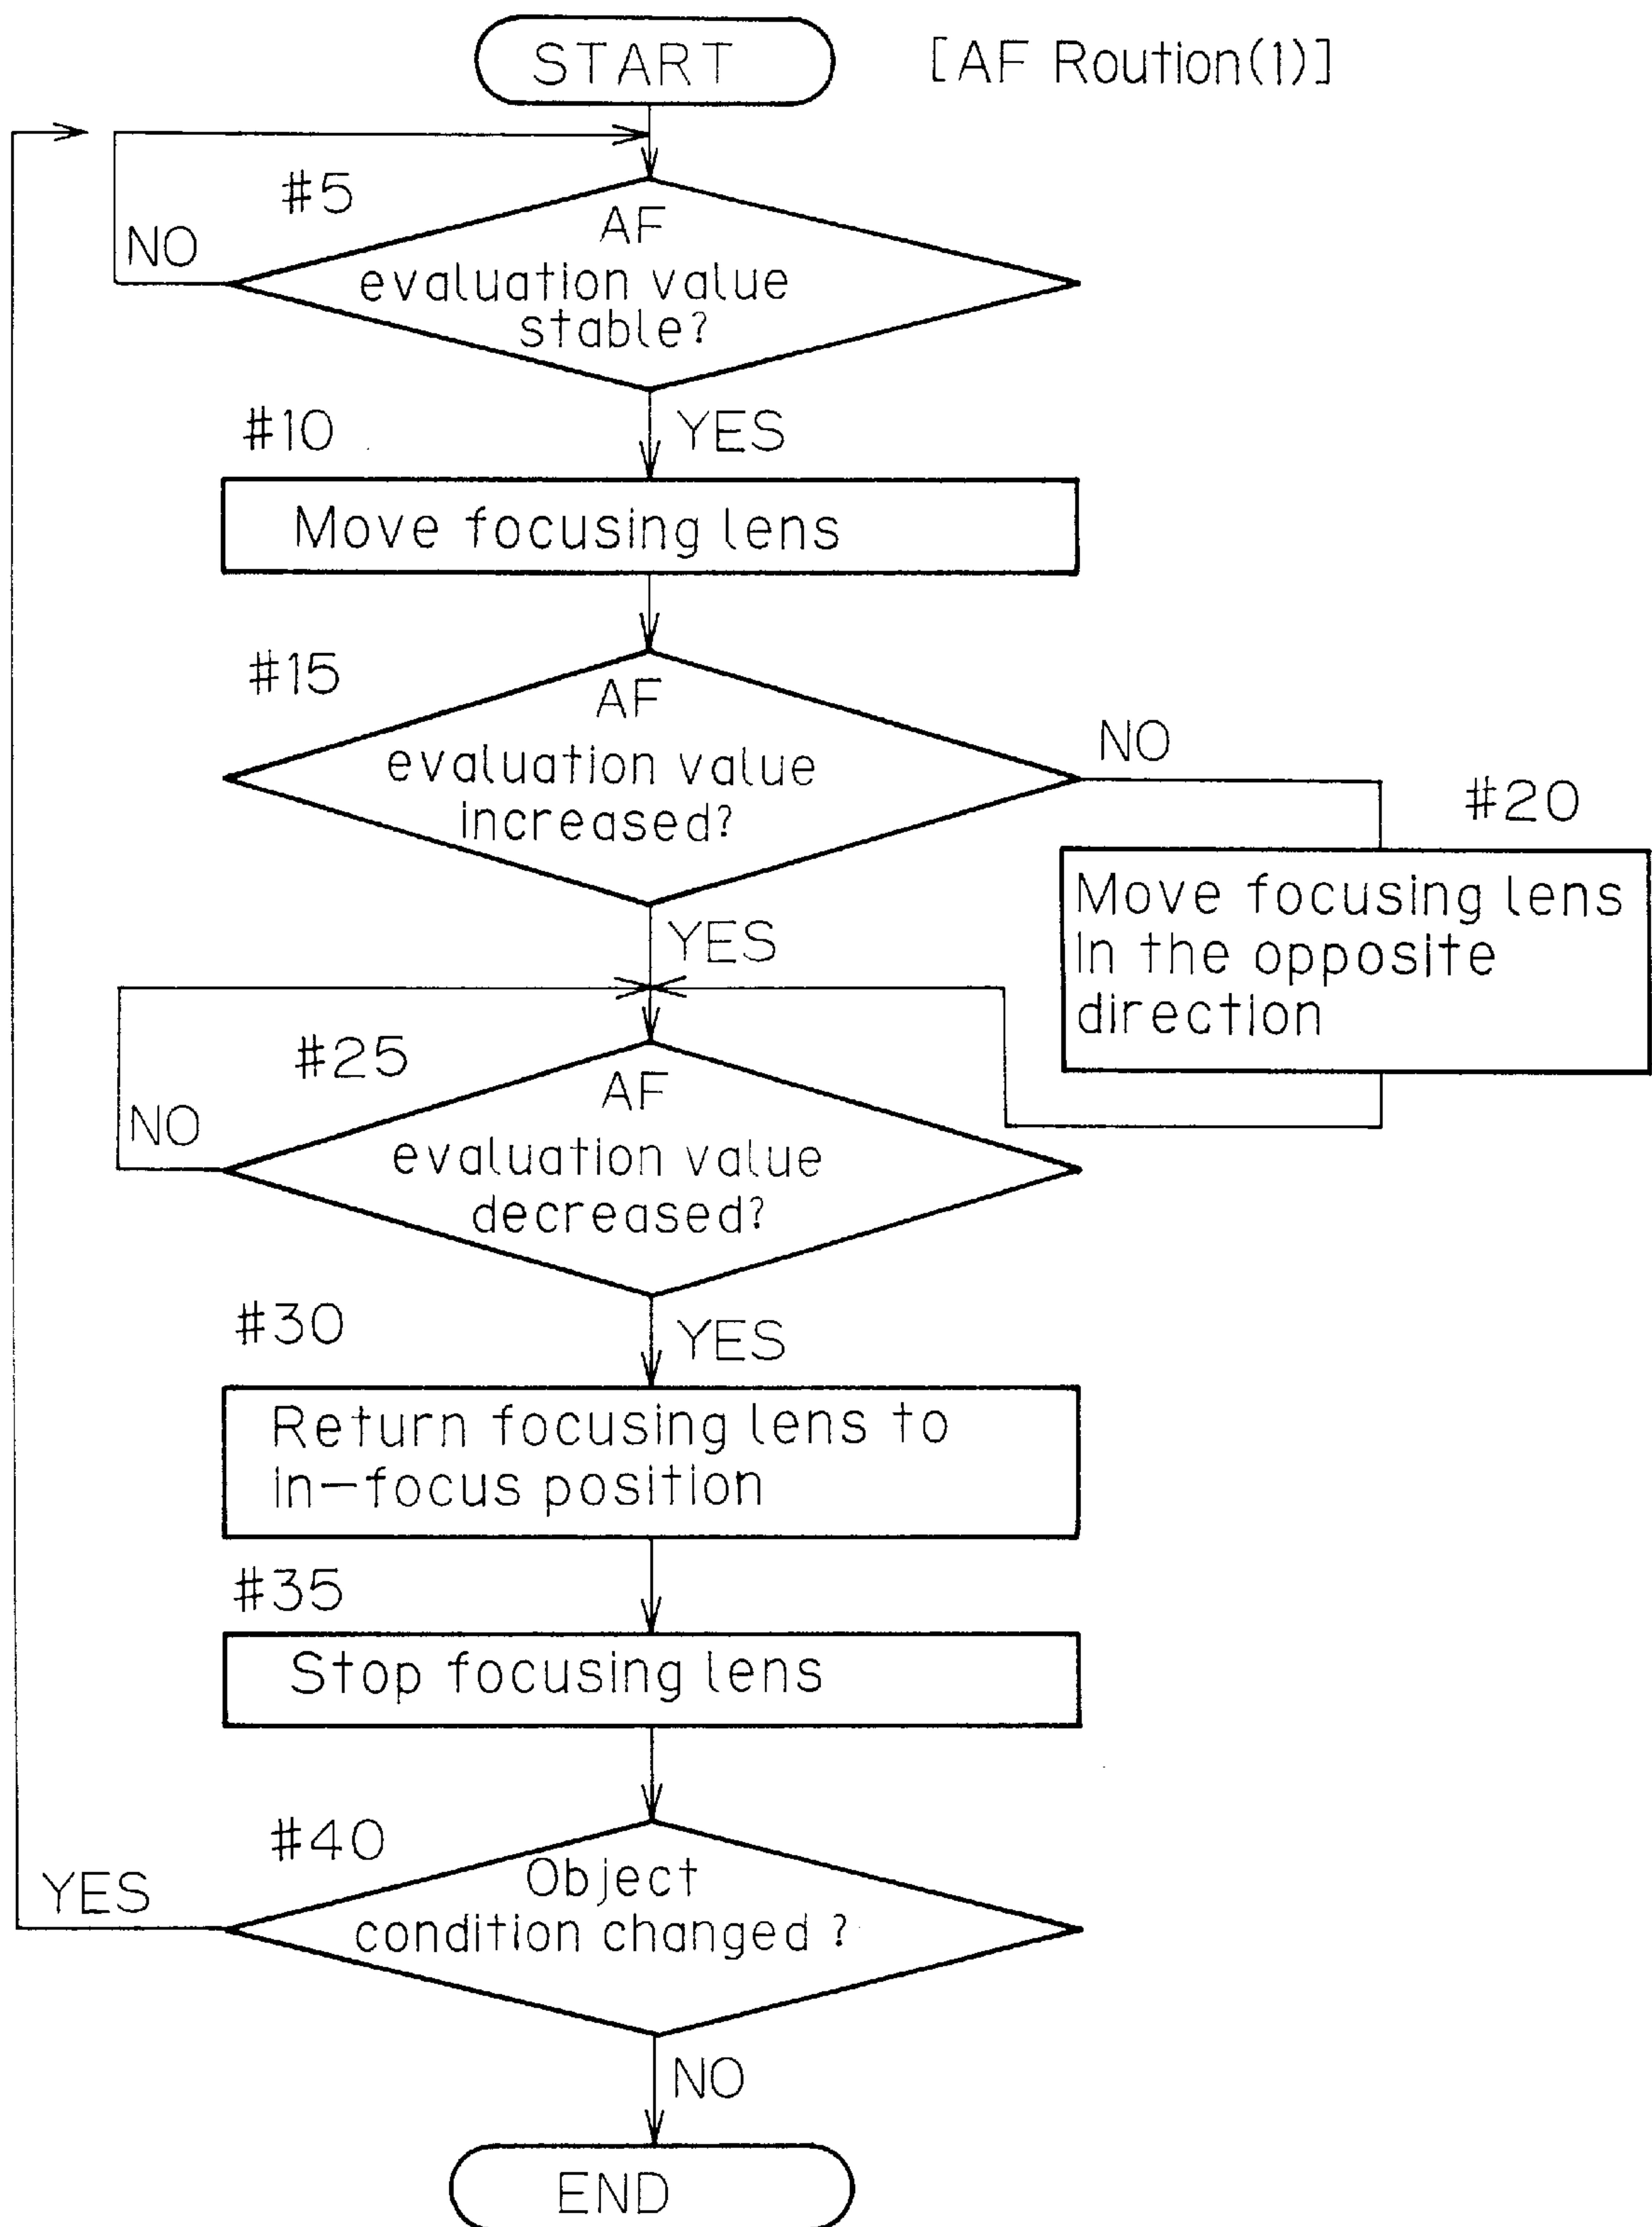 START
[AF Roution(1)]
#5
NO
AF
evaluation value
stable?
YES
#10
Move focusing lens
#15
AF
evaluation value
increased?
NO
#20
Move focusing lens
In the opposite
direction
YES
#25
NO
AF
evaluation value
decreased?
YES
#30
Return focusing lens to
in-focus position
#35
Stop focusing lens
#40
YES
Object
condition changed ?
NO
END